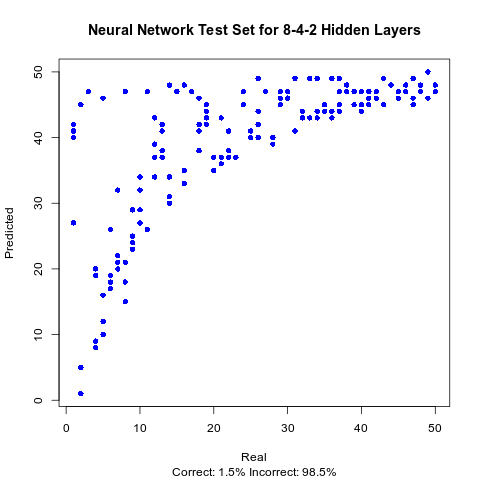 Neural Network Test Set for 8-4-2 Hidden Layers
50
40
30
20
10
0
Predicted
0 10 20 30 40 50
Real
Correct: 1.5% Incorrect: 98.5%